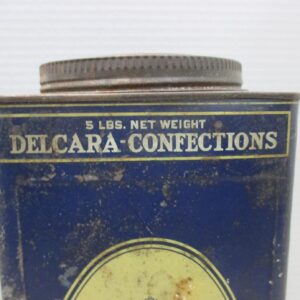 5 LBS. NET WEIGHT
DELCARA-CONFECTIONS